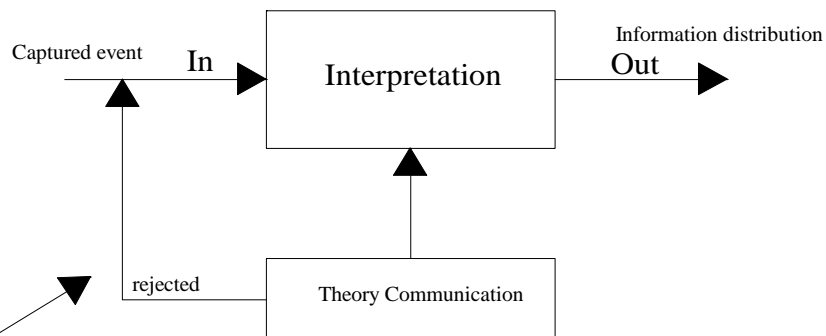 Information distribution
Captured event
In
Out
Interpretation
rejected
Theory Communication